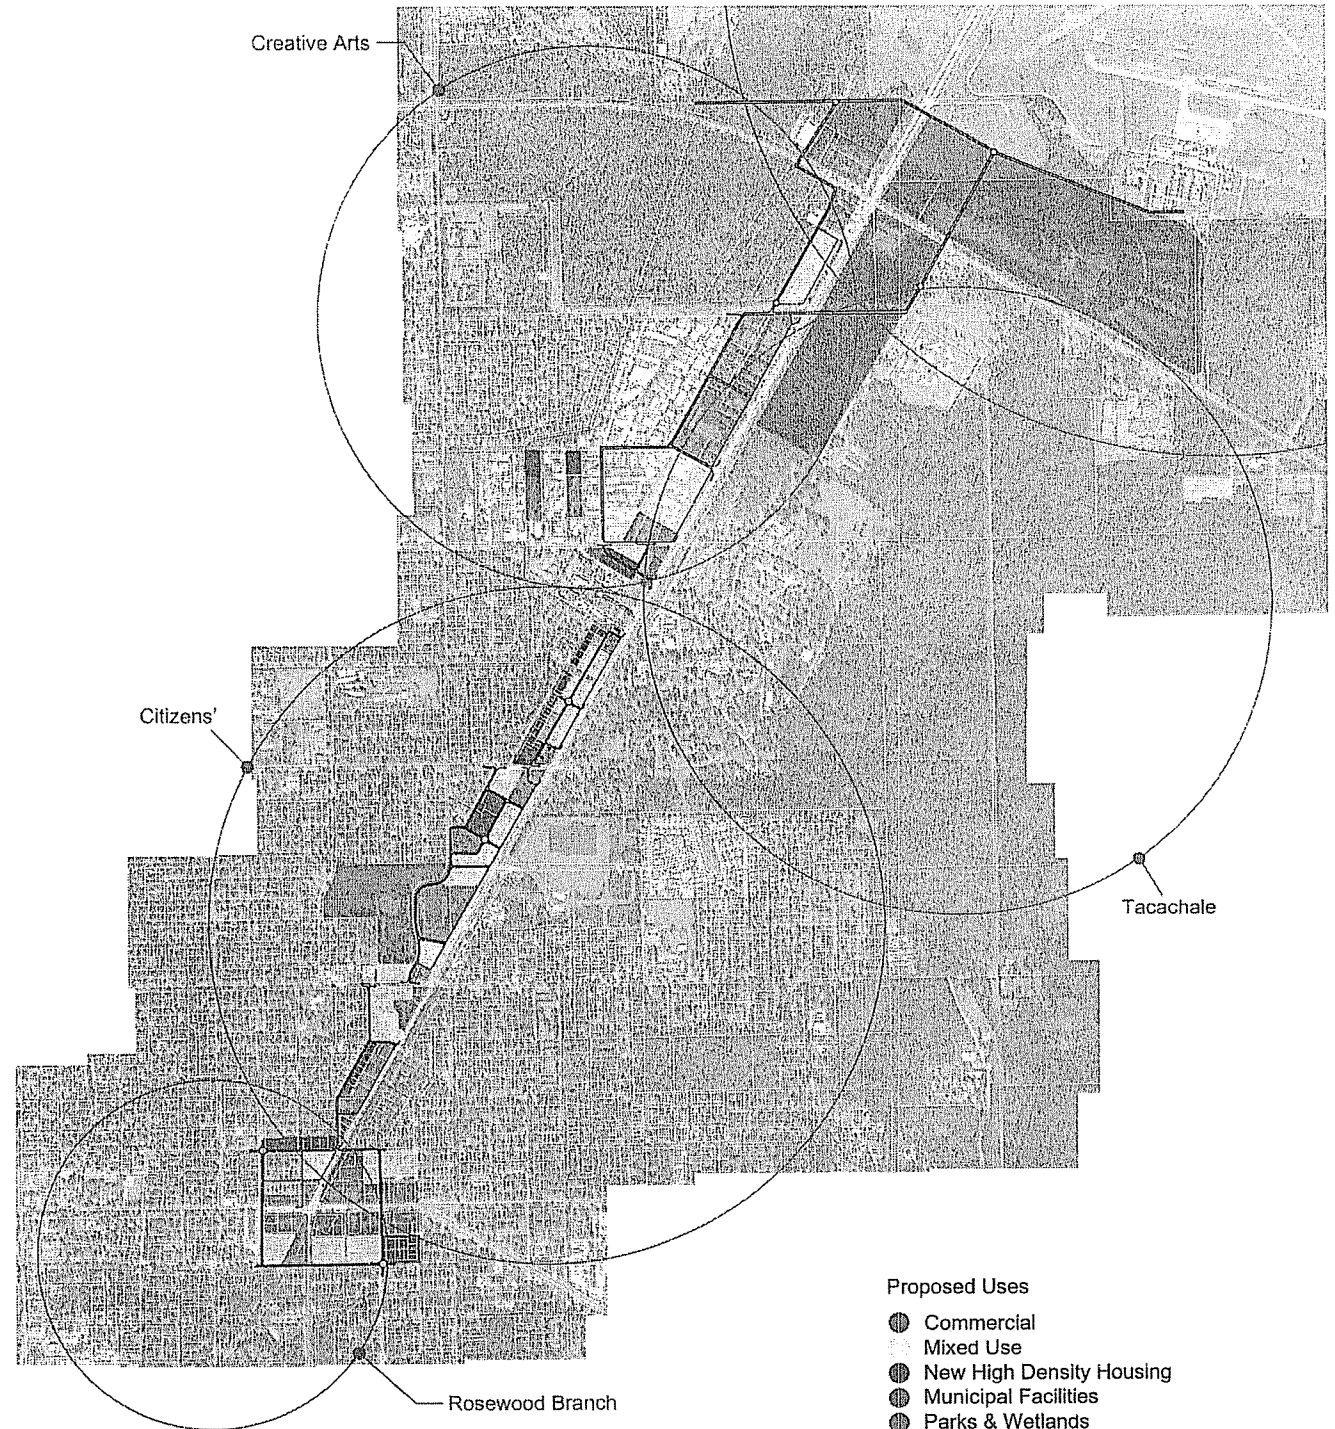 Creative Arts
Citizens'
Tacachale
Rosewood Branch
Proposed Uses
Commercial
Mixed Use
New High Density Housing
Municipal Facilities
Parks & Wetlands